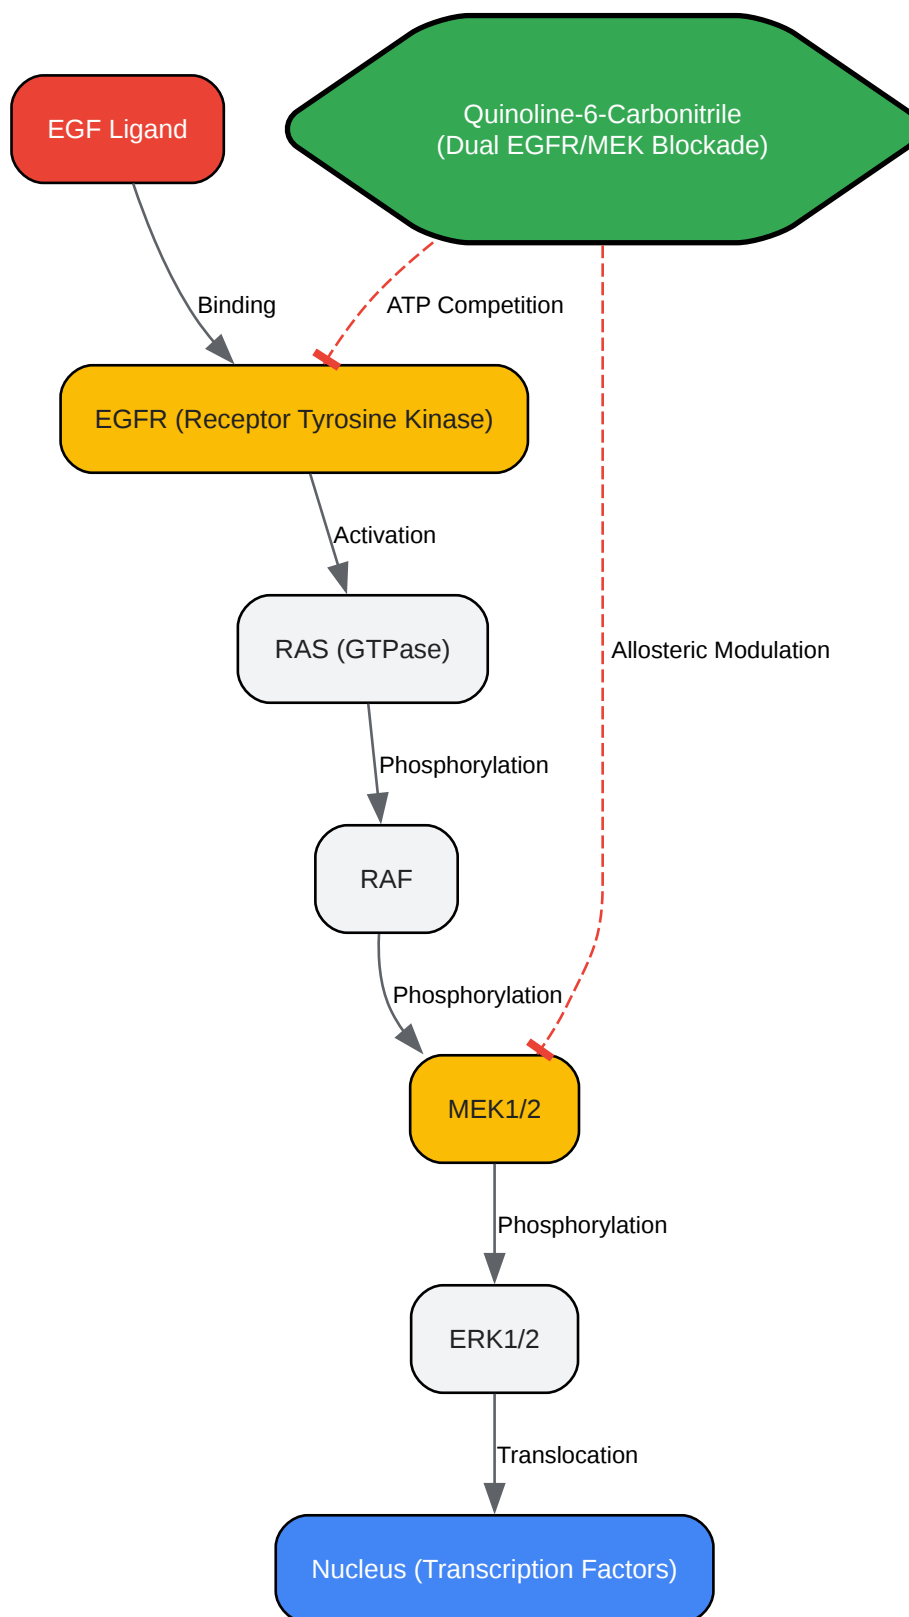 Quinoline-6-Carbonitrile
(Dual EGFR/MEK Blockade)
EGF Ligand
Binding
ATP Competition
EGFR (Receptor Tyrosine Kinase)
Activation
RAS (GTPase)
Allosteric Modulation
Phosphorylation
RAF
Phosphorylation
MEK1/2
Phosphorylation
ERK1/2
Translocation
Nucleus (Transcription Factors)